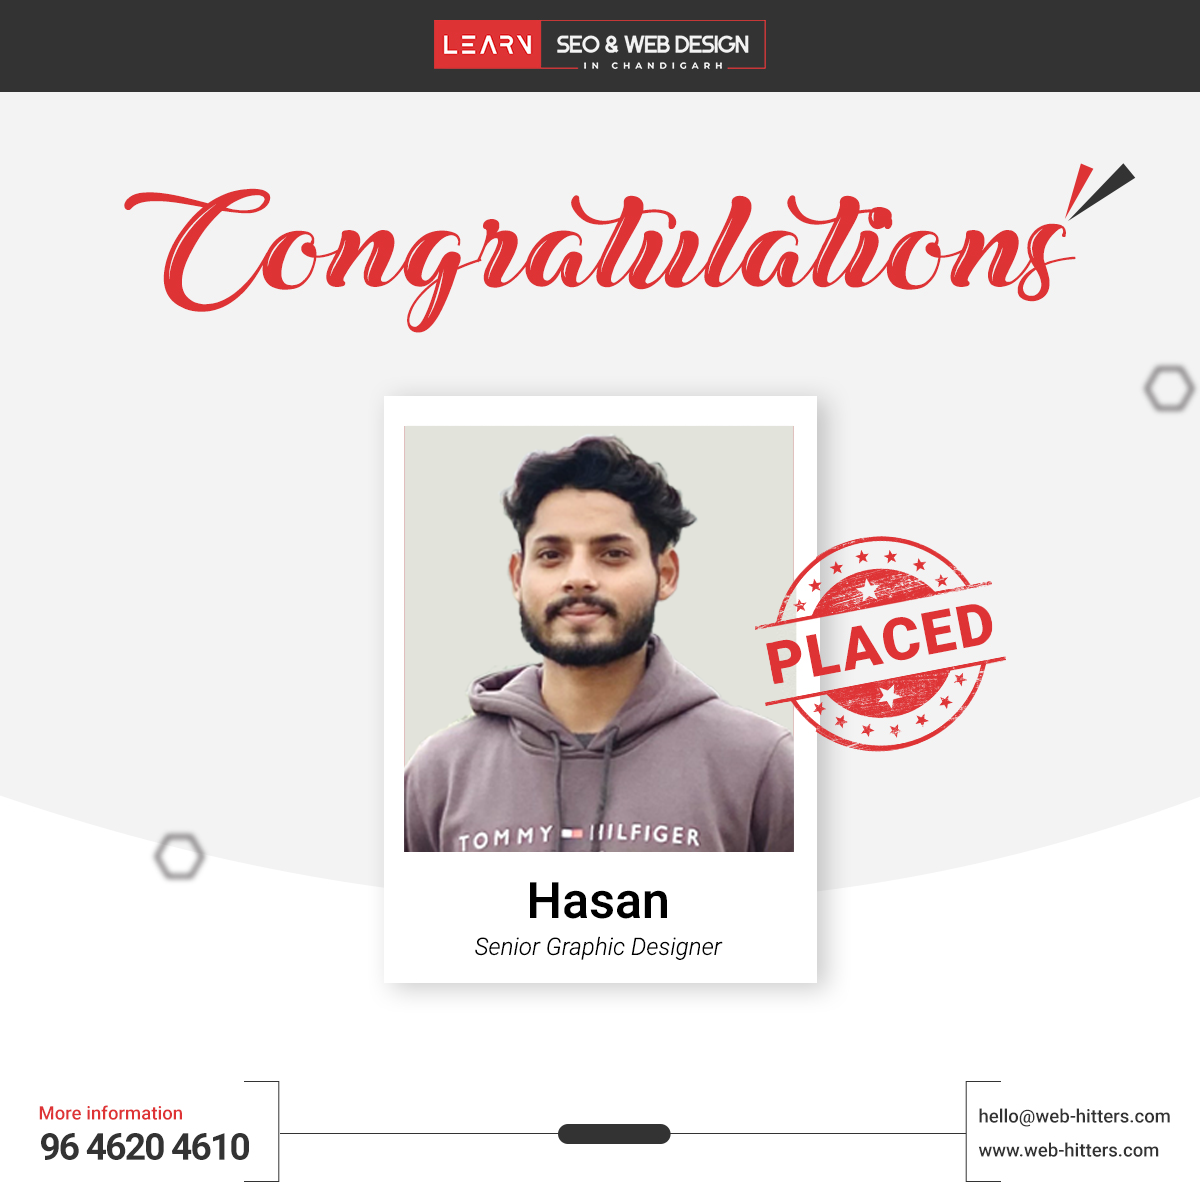 LEARN SEO & WEB DESIGN
IN CHANDIGARH
Congratulations
PLACED
TOMMY HILFIGER
Hasan
Senior Graphic Designer
More information
96 4620 4610
hello@web-hitters.com
www.web-hitters.com